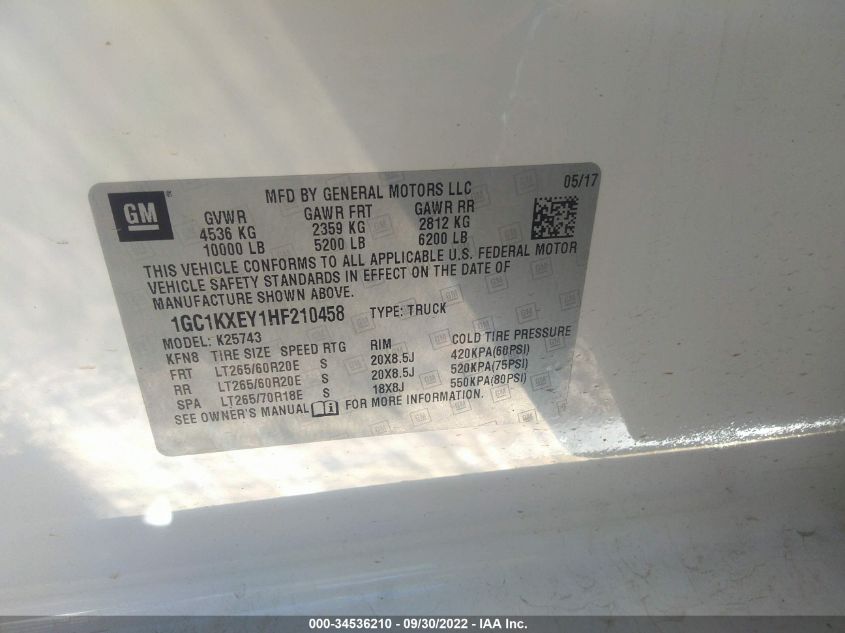 GM
MFD BY GENERAL MOTORS LLC
05/17
GVWR GAWR FRT GAWR RR
4536 KG 2359 KG 2812 KG
10000 LB 5200 LB 6200 LB
THIS VEHICLE CONFORMS TO ALL APPLICABLE U.S. FEDERAL MOTOR
VEHICLE SAFETY STANDARDS IN EFFECT ON THE DATE OF
MANUFACTURE SHOWN ABOVE.
1GC1KXEY1HF210458 TYPE: TRUCK
MODEL: K25743
KFN8 TIRE SIZE SPEED RTG RIM COLD TIRE PRESSURE
FRT LT265/60R20E S 20X8.5J 420KPA(60PSI)
RR LT265/60R20E S 20X8.5J 520KPA(75PSI)
SPA LT265/70R18E S 18X8J 550KPA(80PSI)
SEE OWNER'S MANUAL FOR MORE INFORMATION.
000-34536210 - 09/30/2022 - IAA Inc.